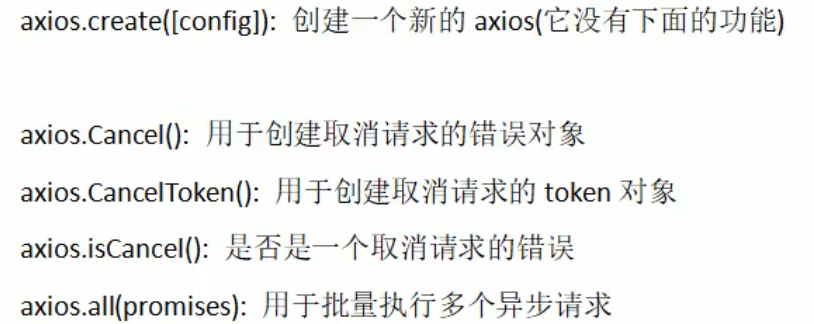 axios.create([config]): 创建一个新的 axios(它没有下面的功能)
axios.Cancel(): 用于创建取消请求的错误对象
axios.CancelToken(): 用于创建取消请求的 token 对象
axios.isCancel(): 是否是一个取消请求的错误
axios.all(promises): 用于批量执行多个异步请求